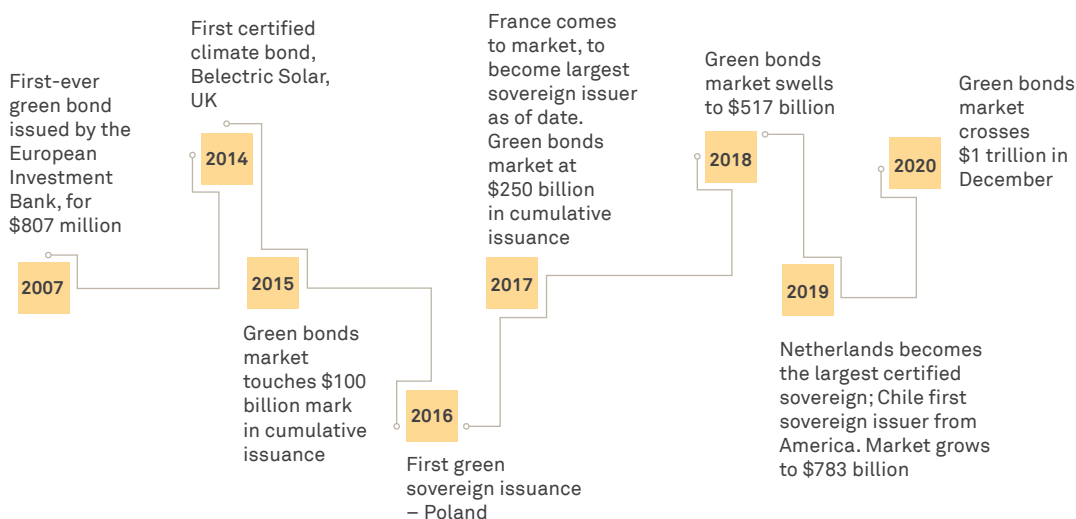 First-ever
green bond
issued by the
European
Investment
Bank, for
$807 million
2007
First certified
climate bond,
Belectric Solar,
UK
2014
2015
Green bonds
market
touches $100
billion mark
in cumulative
issuance
2016
First green
sovereign issuance
– Poland
France comes
to market, to
become largest
sovereign issuer
as of date.
Green bonds
market at
$250 billion
in cumulative
issuance
2017
Green bonds
market swells
to $517 billion
2018
2019
Netherlands becomes
the largest certified
sovereign; Chile first
sovereign issuer from
America. Market grows
to $783 billion
2020
Green bonds
market
crosses
$1 trillion in
December